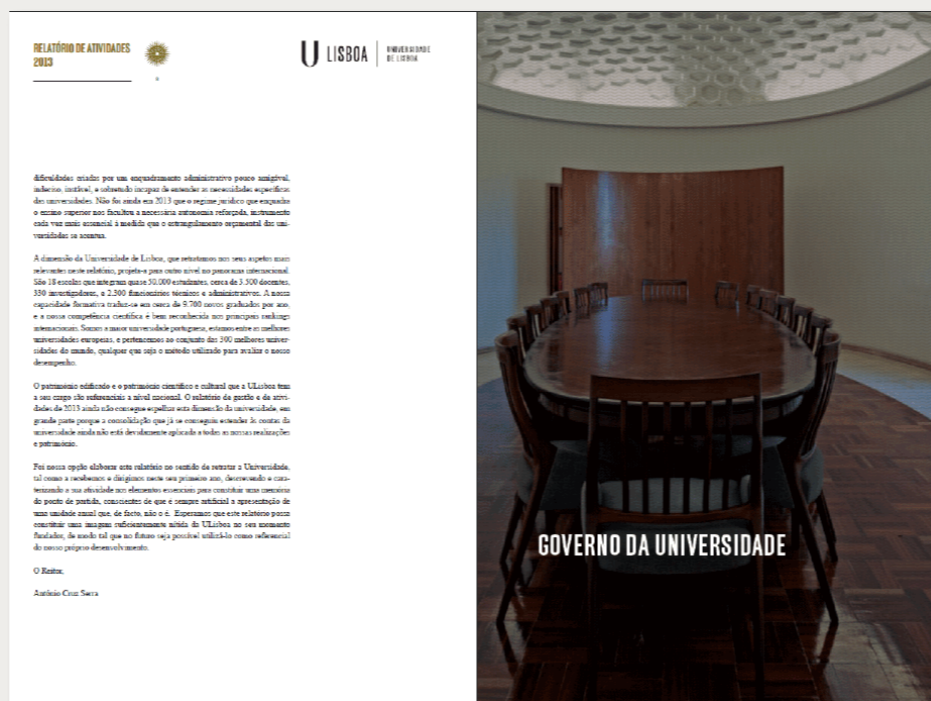 RELATÓRIO DE ATIVIDADES
2013
U LISBOA | UNIVERSIDADE
DE LISBOA
dificuldades criadas por um enquadramento administrativo pouco amigável,
indeciso, instável, e sobretudo incapaz de entender as necessidades específicas
das universidades. Não foi ainda em 2013 que o regime jurídico que enquadra
o ensino superior nos facultou a necessária autonomia reforçada, instrumento
cada vez mais essencial à medida que o estrangulamento orçamental das uni-
versidades se acentua.
A dimensão da Universidade de Lisboa, que retratamos nos seus aspetos mais
relevantes neste relatório, projeta-a para outro nível no panorama internacional.
São 18 escolas que integram quase 50.000 estudantes, cerca de 3.500 docentes,
330 investigadores, e 2.500 funcionários técnicos e administrativos. A nossa
capacidade formativa traduz-se em cerca de 9.700 novos graduados por ano,
e a nossa competência científica é bem reconhecida nos principais rankings
internacionais. Somos a maior universidade portuguesa, estamos entre as melhores
universidades europeias, e pertencemos ao conjunto das 300 melhores univer-
sidades do mundo, qualquer que seja o método utilizado para avaliar o nosso
desempenho.
O património edificado e o património científico e cultural que a ULisboa tem
a seu cargo são referenciais a nível nacional. O relatório de gestão e de ativi-
dades de 2013 ainda não consegue espelhar esta dimensão da universidade, em
grande parte porque a consolidação que já se conseguiu estender às contas da
universidade ainda não está devidamente aplicada a todas as nossas realizações
e património.
Foi nossa opção elaborar este relatório no sentido de retratar a Universidade,
tal como a recebemos e dirigimos neste seu primeiro ano, descrevendo e cara-
terizando a sua atividade nos elementos essenciais para constituir uma memória
do ponto de partida, conscientes de que é sempre artificial a apresentação de
uma unidade anual que, de facto, não o é. Esperamos que este relatório possa
constituir uma imagem suficientemente nítida da ULisboa no seu momento
fundador, de modo tal que no futuro seja possível utilizá-lo como referencial
do nosso próprio desenvolvimento.
O Reitor,
António Cruz Serra
GOVERNO DA UNIVERSIDADE